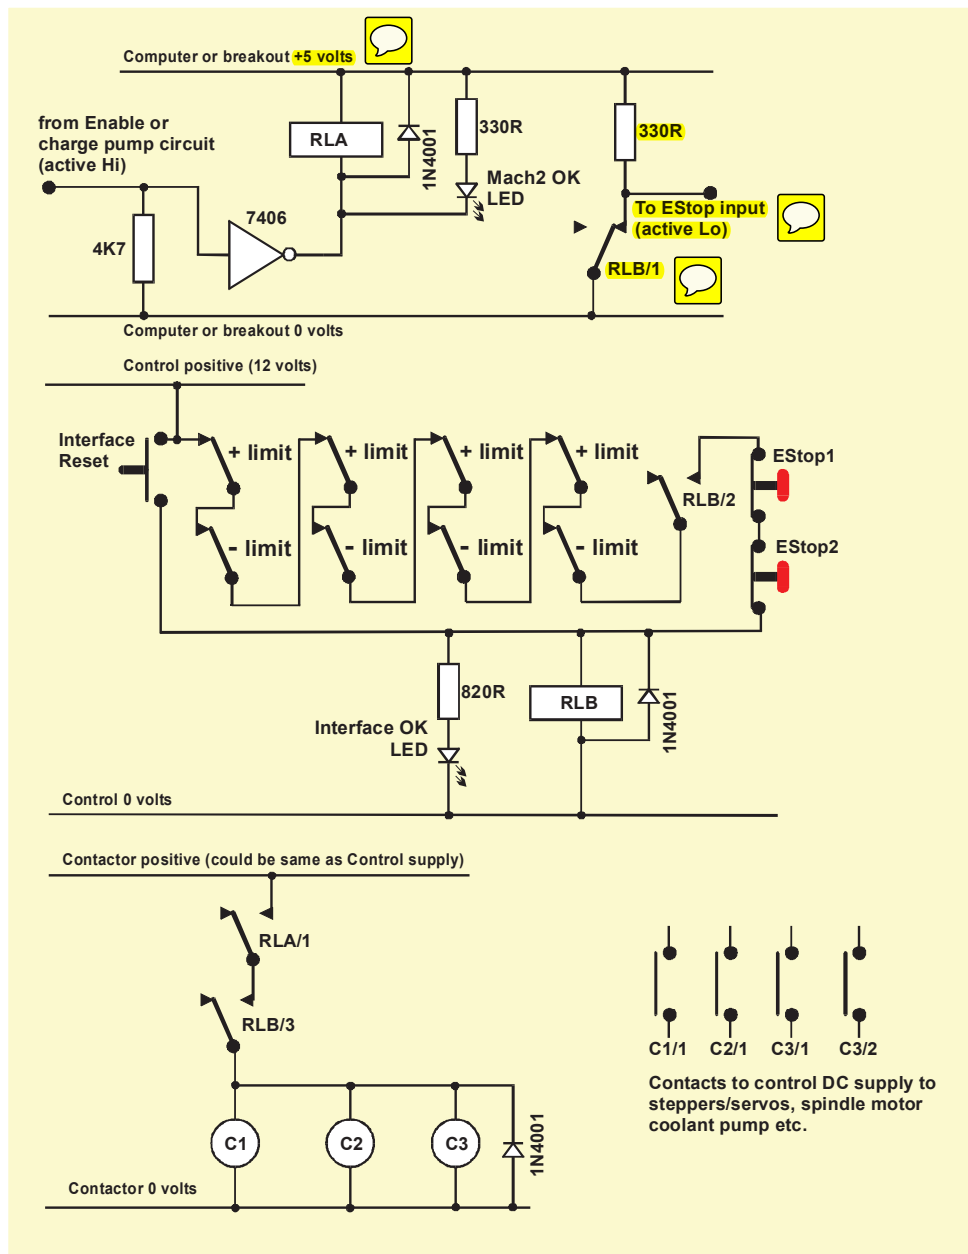 Computer or breakout +5 volts
from Enable or
charge pump circuit
(active Hi)
RLA
1N4001
330R
330R
Mach2 OK
LED
7406
4K7
To EStop input
(active Lo)
RLB/1
Computer or breakout 0 volts
Control positive (12 volts)
Interface
Reset
+ limit
+ limit
+ limit
+ limit
EStop1
RLB/2
- limit
- limit
- limit
- limit
EStop2
820R
RLB
1N4001
Interface OK
LED
Control 0 volts
Contactor positive (could be same as Control supply)
RLA/1
RLB/3
C1/1
C2/1
C3/1
C3/2
Contacts to control DC supply to
steppers/servos, spindle motor
coolant pump etc.
C1
C2
C3
1N4001
Contactor 0 volts